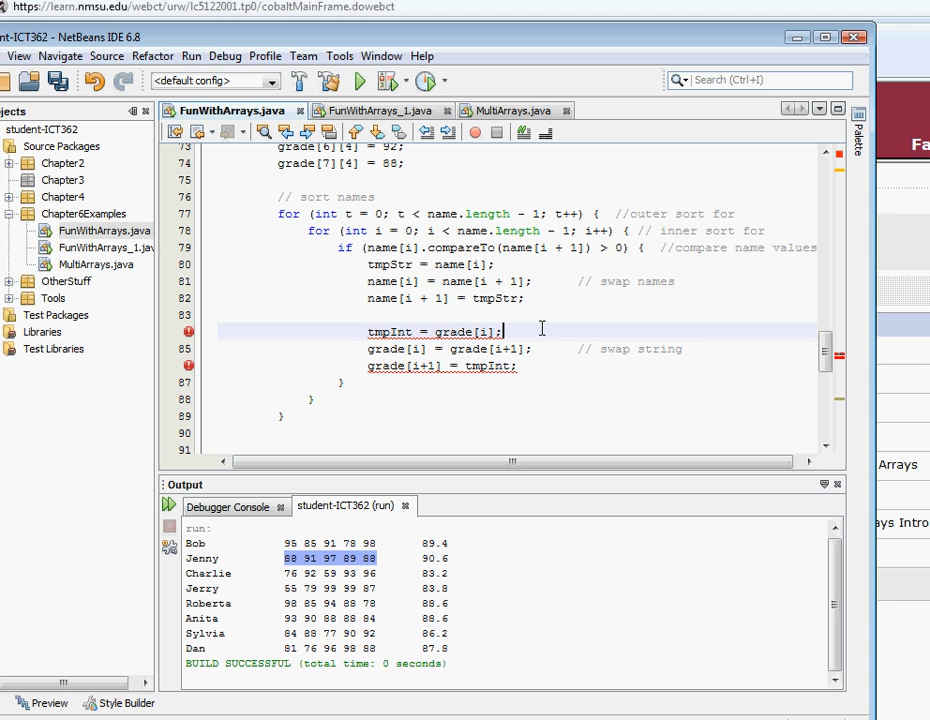 https://learn.nmsu.edu/webct/urw/lc5122001.tp0/cobaltMainFrame.dowebct
nt-ICT362 - NetBeans IDE 6.8
View Navigate Source Refactor Run Debug Profile Team Tools Window Help
<default config>
Search (Ctrl+I)
ojects
student-ICT362
Source Packages
Chapter2
Chapter3
Chapter4
Chapter6Examples
FunWithArrays.java
FunWithArrays_1.jav
MultiArrays.java
OtherStuff
Tools
Test Packages
Libraries
Test Libraries
FunWithArrays.java FunWithArrays_1.java MultiArrays.java
Palette
73 grade[6][4] = 92;
74 grade[7][4] = 88;
75
76 // sort names
77 for (int t = 0; t < name.length - 1; t++) { //outer sort for
78 for (int i = 0; i < name.length - 1; i++) { // inner sort for
79 if (name[i].compareTo(name[i + 1]) > 0) { //compare name values
80 tmpStr = name[i];
81 name[i] = name[i + 1]; // swap names
82 name[i + 1] = tmpStr;
83
tmpInt = grade[i];
85 grade[i] = grade[i+1]; // swap string
grade[i+1] = tmpInt;
87 }
88 }
89 }
90
91
Output
Debugger Console student-ICT362 (run)
run:
Bob 95 85 91 78 98 89.4
Jenny 88 91 97 89 88 90.6
Charlie 76 92 59 93 96 83.2
Jerry 55 79 99 99 87 83.8
Roberta 98 85 94 88 78 88.6
Anita 93 90 88 88 84 88.6
Sylvia 84 88 77 90 92 86.2
Dan 81 76 96 98 88 87.8
BUILD SUCCESSFUL (total time: 0 seconds)
Preview Style Builder
Fa
Arrays
ays Intro